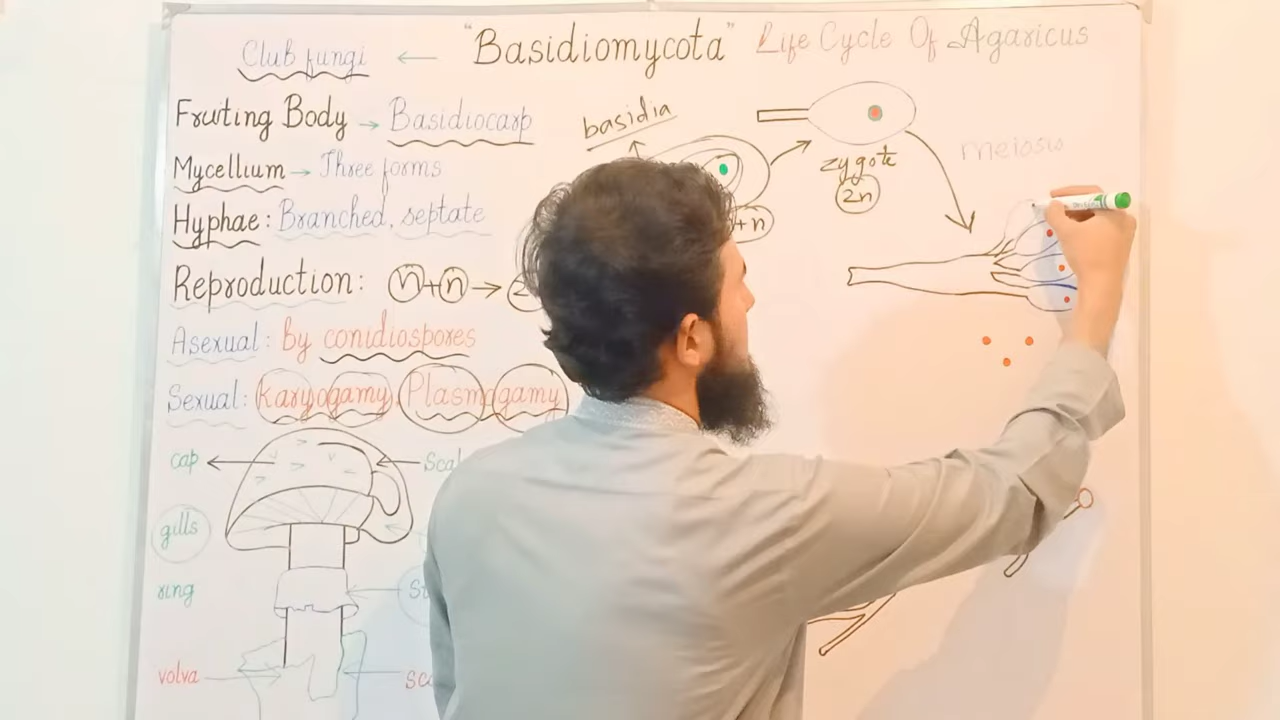 Club fungi ← "Basidiomycota" Life Cycle Of Agaricus
Fruiting Body → Basidiocarp
Mycellium → Three forms
Hyphae: Branched, septate
Reproduction: n+n →
Asexual: by conidiospores
Sexual: karyogamy, Plasmogamy
cap
gills
ring
volva
basidia
+n
zygote
2n
meiosis